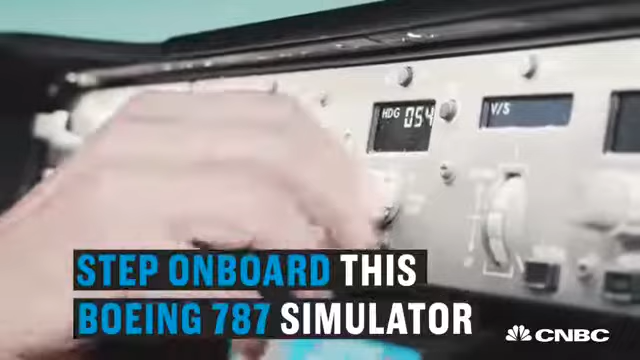 HDG 054
V/S
STEP ONBOARD THIS
BOEING 787 SIMULATOR
CNBC